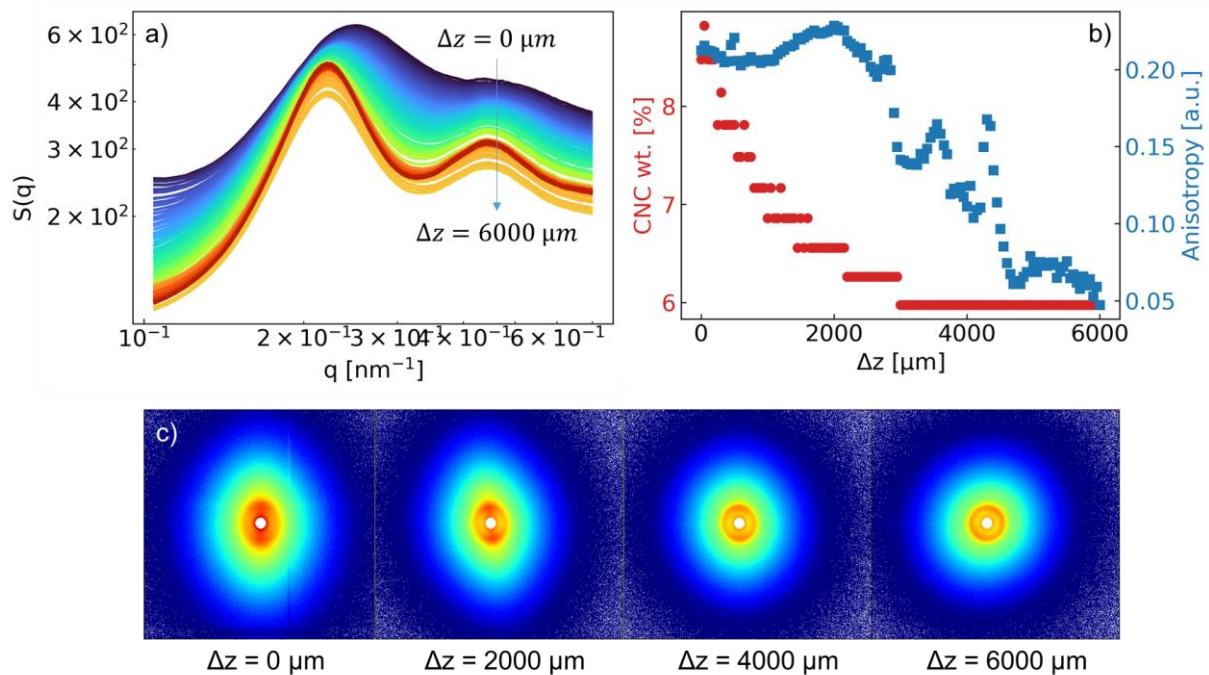 a)
Δz = 0 μm
Δz = 6000 μm
6 × 10²
4 × 10²
3 × 10²
2 × 10²
S(q)
10⁻¹ 2 × 10⁻¹ 3 × 10⁻¹ 4 × 10⁻¹ 6 × 10⁻¹
q [nm⁻¹]
b)
CNC wt. [%]
8
7
6
0.20
0.15
0.10
0.05
Anisotropy [a.u.]
0 2000 4000 6000
Δz [μm]
c)
Δz = 0 μm Δz = 2000 μm Δz = 4000 μm Δz = 6000 μm